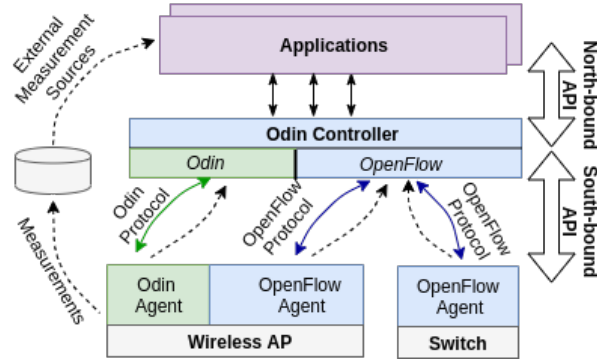 External
Measurement
Sources
Applications
North-bound
API
Odin Controller
Odin
OpenFlow
Odin
Protocol
OpenFlow
Protocol
OpenFlow
Protocol
South-bound
API
Measurements
Odin
Agent
OpenFlow
Agent
OpenFlow
Agent
Wireless AP
Switch